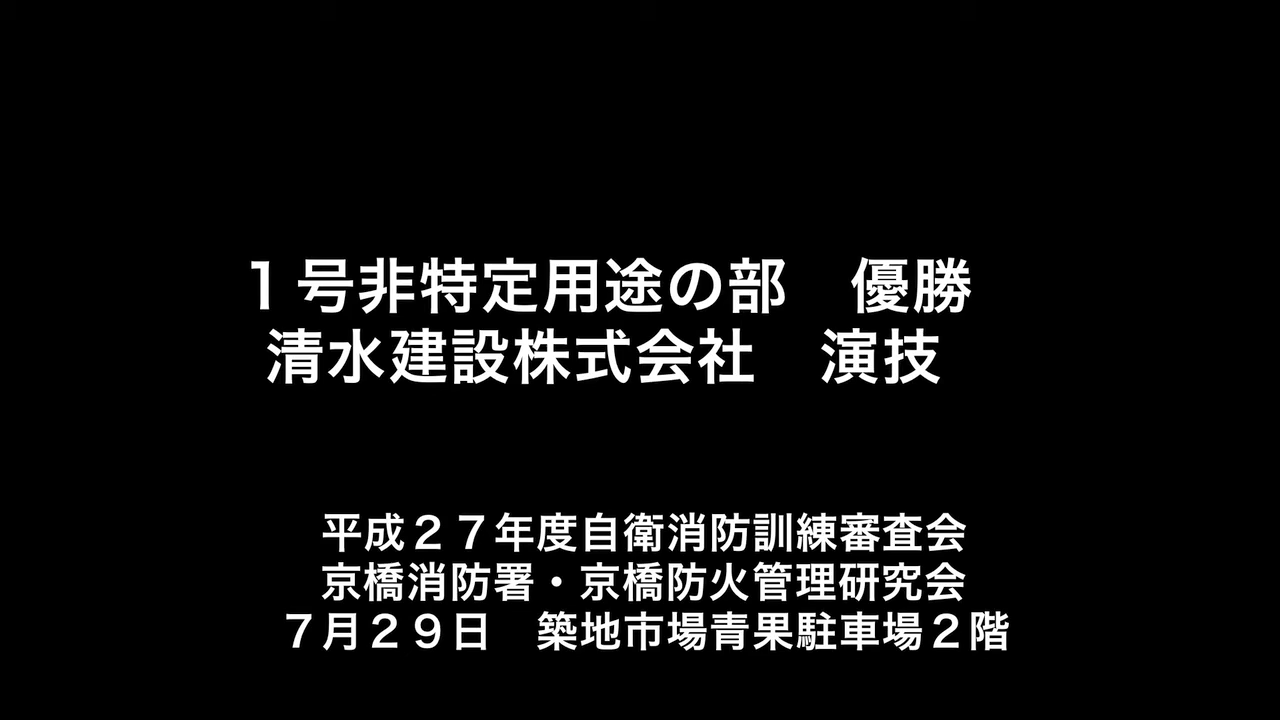 １号非特定用途の部　優勝
清水建設株式会社　演技
平成２７年度自衛消防訓練審査会
京橋消防署・京橋防火管理研究会
７月２９日　築地市場青果駐車場２階